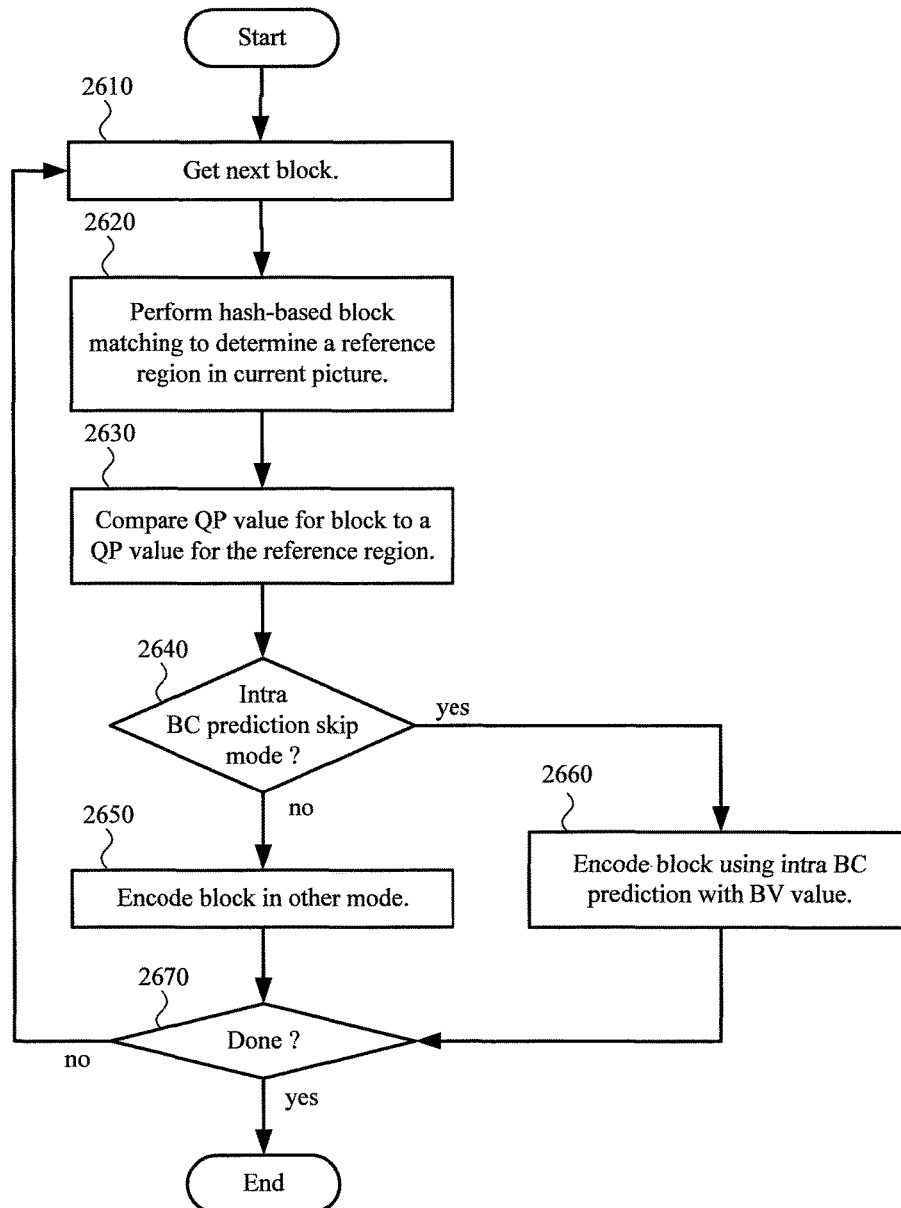 Start
2610
Get next block.
2620
Perform hash-based block
matching to determine a reference
region in current picture.
2630
Compare QP value for block to a
QP value for the reference region.
2640
Intra
BC prediction skip
mode ?
yes
no
2650
Encode block in other mode.
2660
Encode block using intra BC
prediction with BV value.
2670
Done ?
no
yes
End